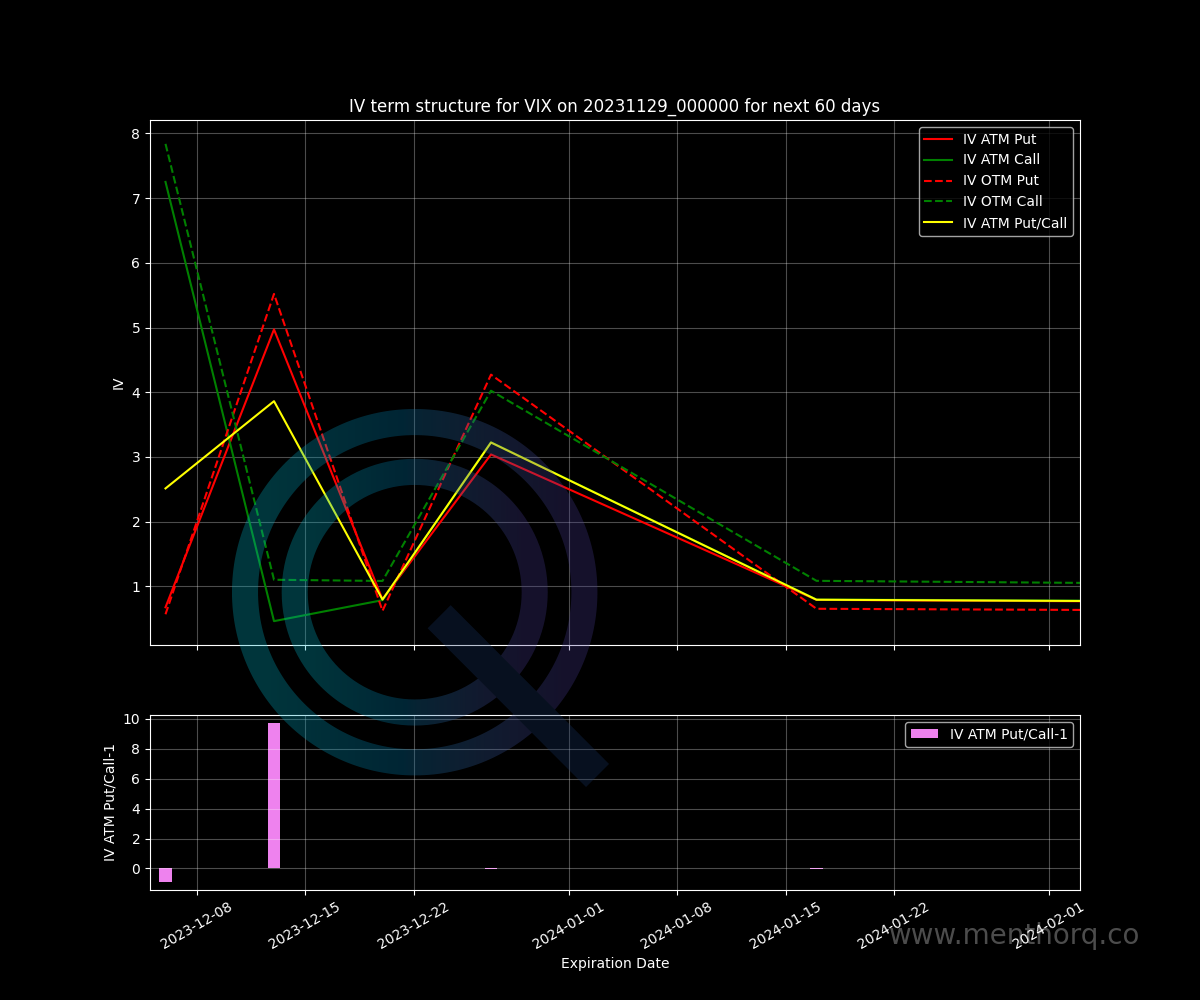 IV term structure for VIX on 20231129_000000 for next 60 days
8
7
6
5
4
3
2
1
IV
IV ATM Put
IV ATM Call
IV OTM Put
IV OTM Call
IV ATM Put/Call
10
8
6
4
2
0
IV ATM Put/Call-1
IV ATM Put/Call-1
2023-12-08
2023-12-15
2023-12-22
2024-01-01
2024-01-08
2024-01-15
2024-01-22
2024-02-01
www.menthorq.co
Expiration Date